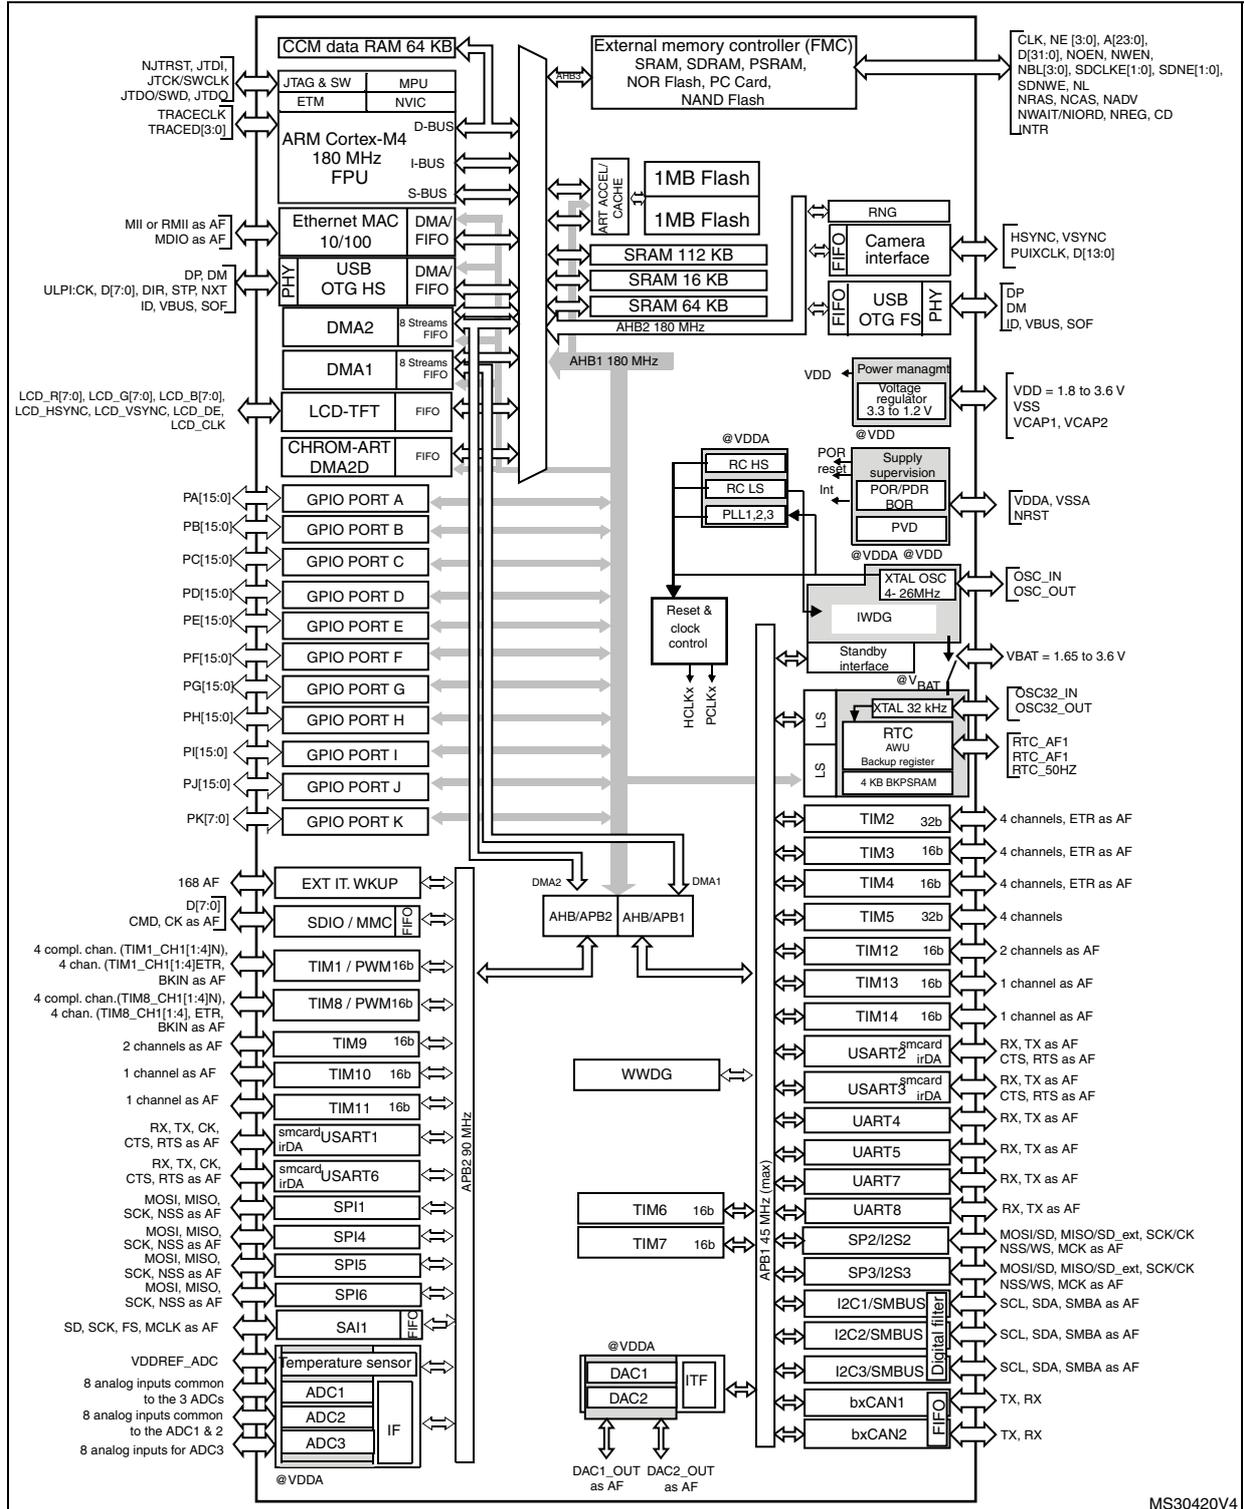 CCM data RAM 64 KB
External memory controller (FMC)
SRAM, SDRAM, PSRAM,
NOR Flash, PC Card,
NAND Flash
AHB3
CLK, NE [3:0], A[23:0],
D[31:0], NOEN, NWEN,
NBL[3:0], SDCLKE[1:0], SDNE[1:0],
SDNWE, NL
NRAS, NCAS, NADV
NWAIT/NIORD, NREG, CD
INTR
NJTRST, JTDI,
JTCK/SWCLK
JTDO/SWD, JTDO
TRACECLK
TRACED[3:0]
JTAG & SW
MPU
ETM
NVIC
ARM Cortex-M4
180 MHz
FPU
D-BUS
I-BUS
S-BUS
ART ACCEL/
CACHE
1MB Flash
1MB Flash
SRAM 112 KB
SRAM 16 KB
SRAM 64 KB
AHB2 180 MHz
AHB1 180 MHz
MII or RMII as AF
MDIO as AF
Ethernet MAC
10/100
DMA/
FIFO
DP, DM
ULPI:CK, D[7:0], DIR, STP, NXT
ID, VBUS, SOF
PHY
USB
OTG HS
DMA/
FIFO
DMA2
8 Streams
FIFO
DMA1
8 Streams
FIFO
LCD_R[7:0], LCD_G[7:0], LCD_B[7:0],
LCD_HSYNC, LCD_VSYNC, LCD_DE,
LCD_CLK
LCD-TFT
FIFO
CHROM-ART
DMA2D
FIFO
RNG
FIFO
Camera
interface
HSYNC, VSYNC
PUIXCLK, D[13:0]
FIFO
USB
OTG FS
PHY
DP
DM
ID, VBUS, SOF
VDD
Power managmt
Voltage
regulator
3.3 to 1.2 V
@VDD
VDD = 1.8 to 3.6 V
VSS
VCAP1, VCAP2
@VDDA
RC HS
RC LS
PLL1,2,3
POR
reset
Int
Supply
supervision
POR/PDR
BOR
PVD
VDDA, VSSA
NRST
@VDDA @VDD
XTAL OSC
4- 26MHz
OSC_IN
OSC_OUT
IWDG
Reset &
clock
control
HCLKx
PCLKx
Standby
interface
@VBAT
VBAT = 1.65 to 3.6 V
LS
LS
XTAL 32 kHz
OSC32_IN
OSC32_OUT
RTC
AWU
Backup register
4 KB BKPSRAM
RTC_AF1
RTC_AF1
RTC_50HZ
PA[15:0]
GPIO PORT A
PB[15:0]
GPIO PORT B
PC[15:0]
GPIO PORT C
PD[15:0]
GPIO PORT D
PE[15:0]
GPIO PORT E
PF[15:0]
GPIO PORT F
PG[15:0]
GPIO PORT G
PH[15:0]
GPIO PORT H
PI[15:0]
GPIO PORT I
PJ[15:0]
GPIO PORT J
PK[7:0]
GPIO PORT K
DMA2
DMA1
AHB/APB2
AHB/APB1
168 AF
EXT IT. WKUP
D[7:0]
CMD, CK as AF
SDIO / MMC
FIFO
4 compl. chan. (TIM1_CH1[1:4]N),
4 chan. (TIM1_CH1[1:4]ETR,
BKIN as AF
TIM1 / PWM 16b
4 compl. chan.(TIM8_CH1[1:4]N),
4 chan. (TIM8_CH1[1:4], ETR,
BKIN as AF
TIM8 / PWM 16b
2 channels as AF
TIM9 16b
1 channel as AF
TIM10 16b
1 channel as AF
TIM11 16b
RX, TX, CK,
CTS, RTS as AF
smcard
irDA
USART1
RX, TX, CK,
CTS, RTS as AF
smcard
irDA
USART6
MOSI, MISO,
SCK, NSS as AF
SPI1
MOSI, MISO,
SCK, NSS as AF
SPI4
MOSI, MISO,
SCK, NSS as AF
SPI5
MOSI, MISO,
SCK, NSS as AF
SPI6
SD, SCK, FS, MCLK as AF
SAI1
FIFO
VDDREF_ADC
Temperature sensor
8 analog inputs common
to the 3 ADCs
ADC1
8 analog inputs common
to the ADC1 & 2
ADC2
8 analog inputs for ADC3
ADC3
IF
@VDDA
APB2 90 MHz
WWDG
TIM6 16b
TIM7 16b
@VDDA
DAC1
DAC2
ITF
DAC1_OUT
as AF
DAC2_OUT
as AF
APB1 45 MHz (max)
TIM2 32b
4 channels, ETR as AF
TIM3 16b
4 channels, ETR as AF
TIM4 16b
4 channels, ETR as AF
TIM5 32b
4 channels
TIM12 16b
2 channels as AF
TIM13 16b
1 channel as AF
TIM14 16b
1 channel as AF
USART2
smcard
irDA
RX, TX as AF
CTS, RTS as AF
USART3
smcard
irDA
RX, TX as AF
CTS, RTS as AF
UART4
RX, TX as AF
UART5
RX, TX as AF
UART7
RX, TX as AF
UART8
RX, TX as AF
SP2/I2S2
MOSI/SD, MISO/SD_ext, SCK/CK
NSS/WS, MCK as AF
SP3/I2S3
MOSI/SD, MISO/SD_ext, SCK/CK
NSS/WS, MCK as AF
I2C1/SMBUS
SCL, SDA, SMBA as AF
I2C2/SMBUS
SCL, SDA, SMBA as AF
I2C3/SMBUS
SCL, SDA, SMBA as AF
Digital filter
bxCAN1
TX, RX
bxCAN2
TX, RX
FIFO
MS30420V4